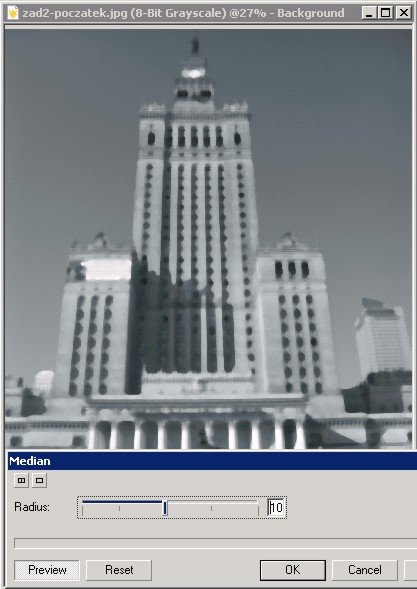 zad2-poczatek.jpg (8-Bit Grayscale) @27% - Background
Median
Radius:
10
Preview
Reset
OK
Cancel